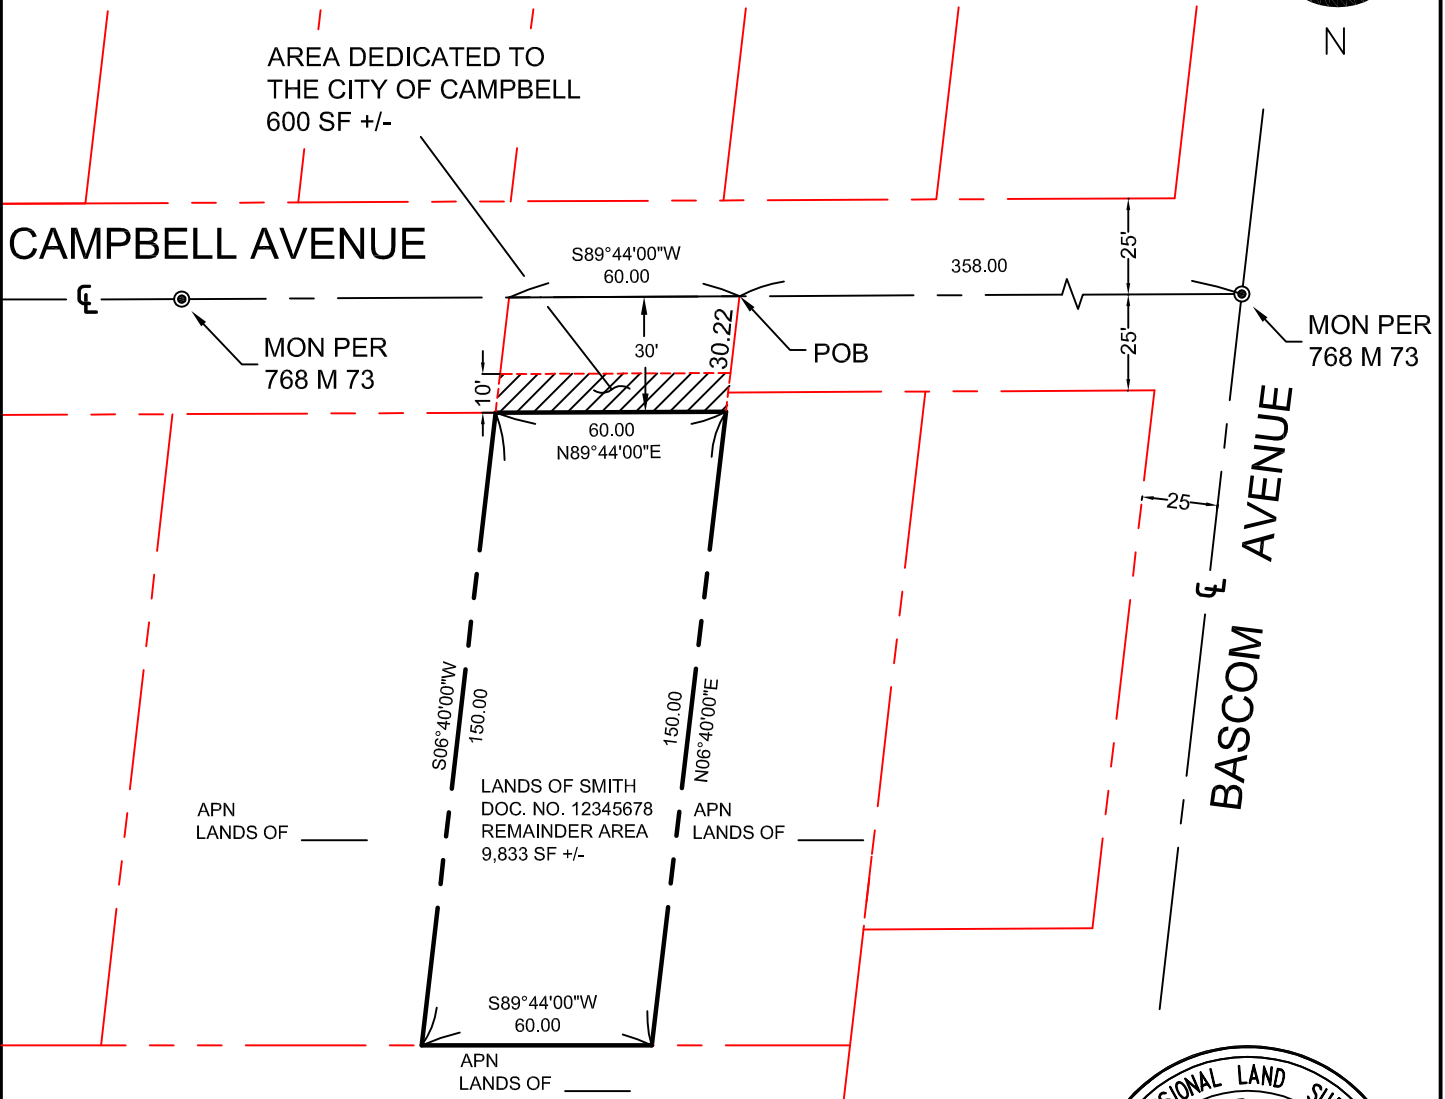 N
AREA DEDICATED TO
THE CITY OF CAMPBELL
600 SF +/-
CAMPBELL AVENUE
S89°44'00"W
60.00
358.00
25'
25'
℄
MON PER
768 M 73
30'
30.22
POB
MON PER
768 M 73
10'
60.00
N89°44'00"E
25
BASCOM AVENUE
℄
S06°40'00"W
150.00
150.00
N06°40'00"E
LANDS OF SMITH
DOC. NO. 12345678
REMAINDER AREA
9,833 SF +/-
APN
LANDS OF ______
APN
LANDS OF ______
S89°44'00"W
60.00
APN
LANDS OF ______
LAND